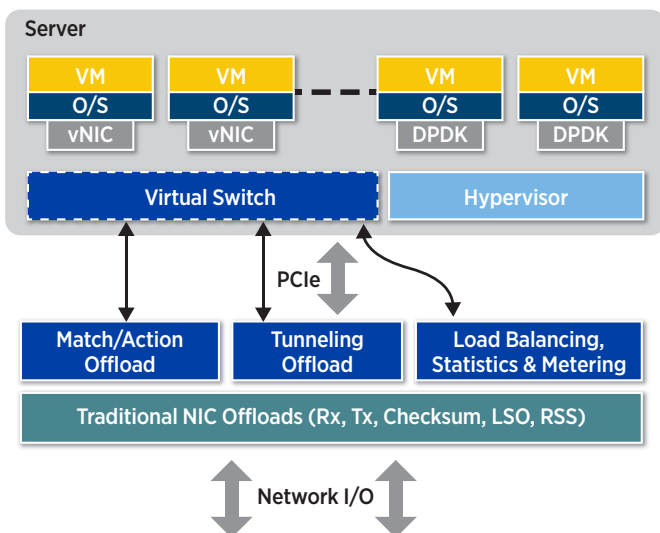 Server
VM VM VM VM
O/S O/S O/S O/S
vNIC vNIC DPDK DPDK
Virtual Switch Hypervisor
PCIe
Match/Action
Offload
Tunneling
Offload
Load Balancing,
Statistics & Metering
Traditional NIC Offloads (Rx, Tx, Checksum, LSO, RSS)
Network I/O